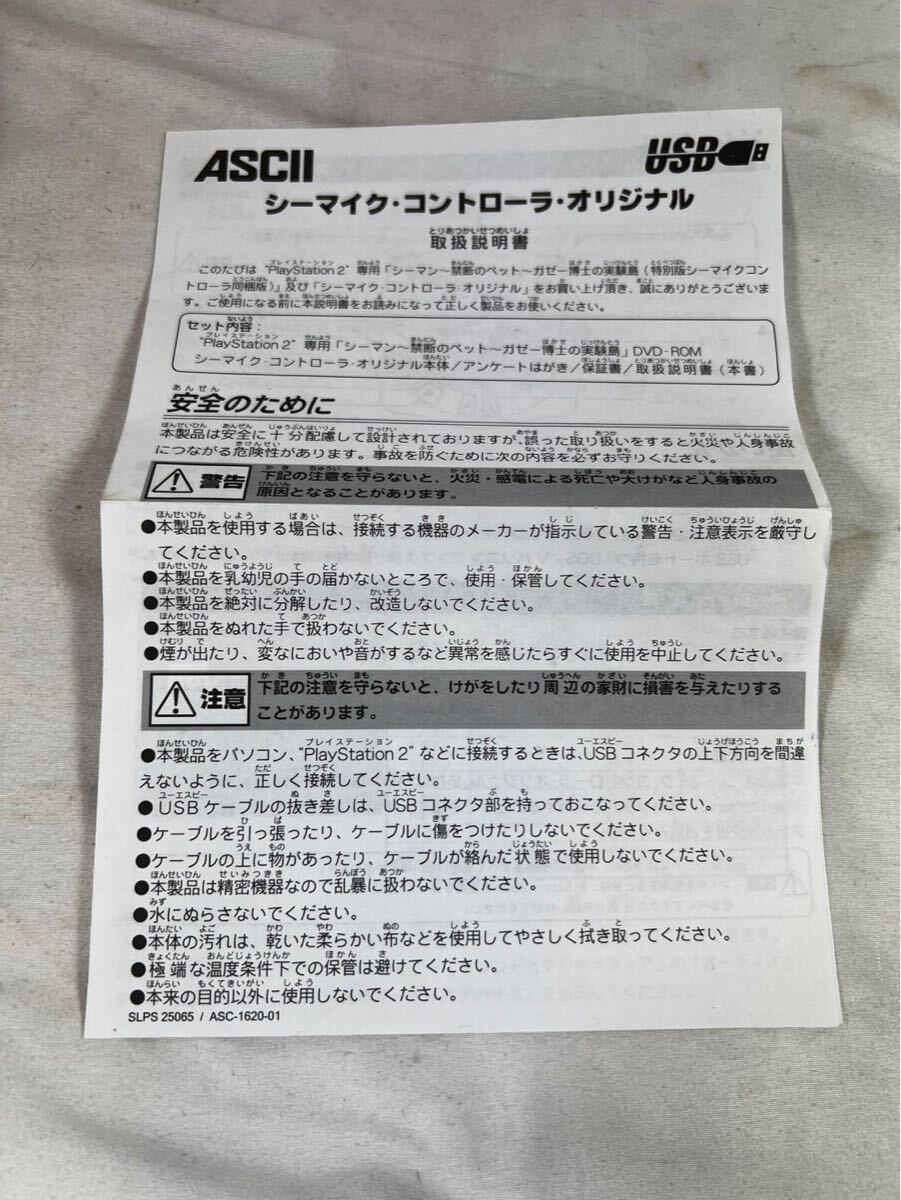 ASCII
USB
シーマイク・コントローラ・オリジナル
取扱説明書
このたびは "PlayStation 2" 専用「シーマン～禁断のペット～ガゼー博士の実験島（特別版シーマイクコン
トローラ同梱版）」及び「シーマイク・コントローラ・オリジナル」をお買い上げ頂き、誠にありがとうございま
す。ご使用になる前に本説明書をお読みになって正しく製品をお使いください。
セット内容：
"PlayStation 2" 専用「シーマン～禁断のペット～ガゼー博士の実験島」DVD-ROM
シーマイク・コントローラ・オリジナル本体／アンケートはがき／保証書／取扱説明書（本書）
安全のために
本製品は安全に十分配慮して設計されておりますが、誤った取り扱いをすると火災や人身事故
につながる危険性があります。事故を防ぐために次の内容を必ずお守りください。
警告
下記の注意を守らないと、火災・感電による死亡や大けがなど人身事故の
原因となることがあります。
●本製品を使用する場合は、接続する機器のメーカーが指示している警告・注意表示を厳守し
てください。
●本製品を乳幼児の手の届かないところで、使用・保管してください。
●本製品を絶対に分解したり、改造しないでください。
●本製品をぬれた手で扱わないでください。
●煙が出たり、変なにおいや音がするなど異常を感じたらすぐに使用を中止してください。
注意
下記の注意を守らないと、けがをしたり周辺の家財に損害を与えたりする
ことがあります。
●本製品をパソコン、"PlayStation 2" などに接続するときは、USBコネクタの上下方向を間違
えないように、正しく接続してください。
●USBケーブルの抜き差しは、USBコネクタ部を持っておこなってください。
●ケーブルを引っ張ったり、ケーブルに傷をつけたりしないでください。
●ケーブルの上に物があったり、ケーブルが絡んだ状態で使用しないでください。
●本製品は精密機器なので乱暴に扱わないでください。
●水にぬらさないでください。
●本体の汚れは、乾いた柔らかい布などを使用してやさしく拭き取ってください。
●極端な温度条件下での保管は避けてください。
●本来の目的以外に使用しないでください。
SLPS 25065 / ASC-1620-01